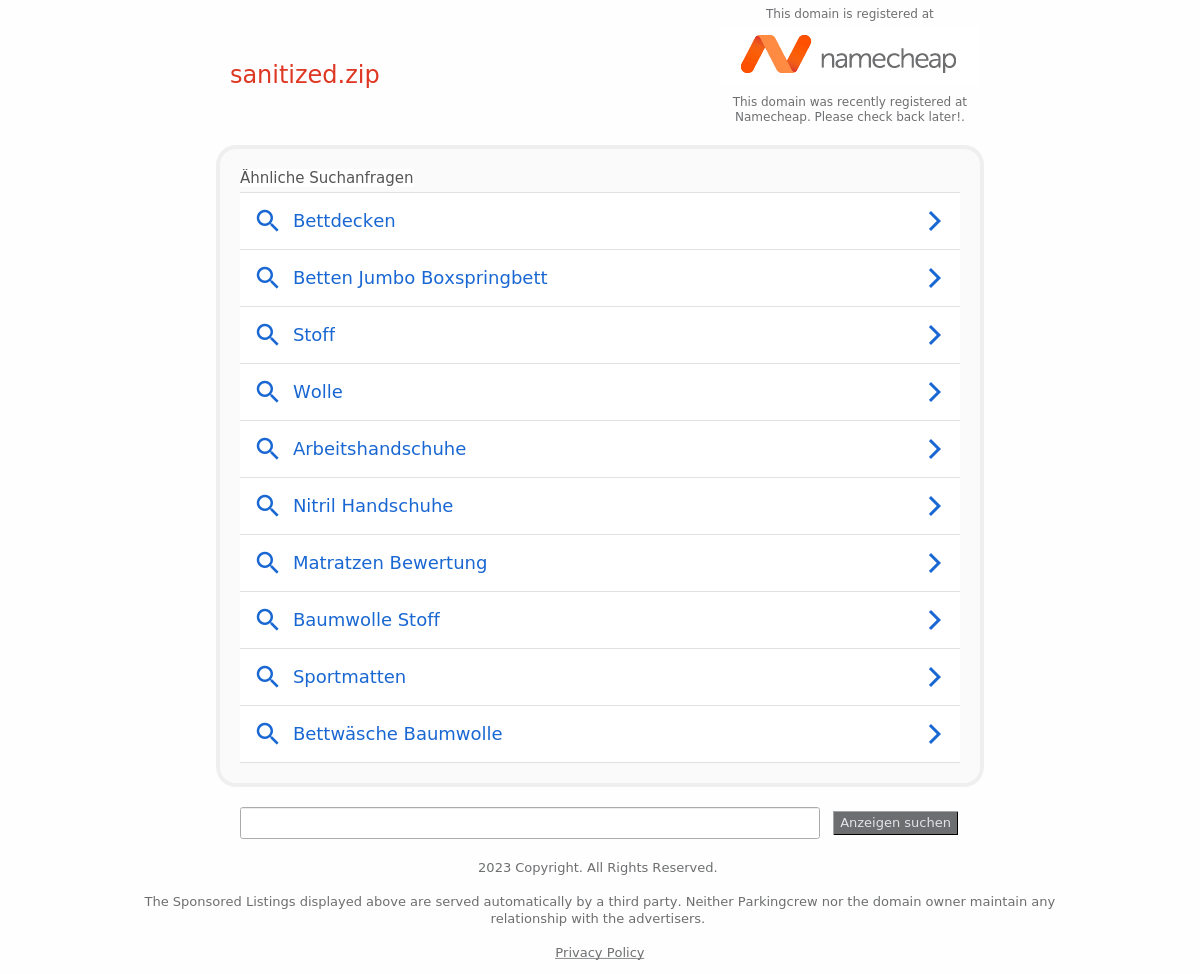 This domain is registered at
namecheap
sanitized.zip
This domain was recently registered at
Namecheap. Please check back later!.
Ähnliche Suchanfragen
Bettdecken
Betten Jumbo Boxspringbett
Stoff
Wolle
Arbeitshandschuhe
Nitril Handschuhe
Matratzen Bewertung
Baumwolle Stoff
Sportmatten
Bettwäsche Baumwolle
Anzeigen suchen
2023 Copyright. All Rights Reserved.
The Sponsored Listings displayed above are served automatically by a third party. Neither Parkingcrew nor the domain owner maintain any
relationship with the advertisers.
Privacy Policy